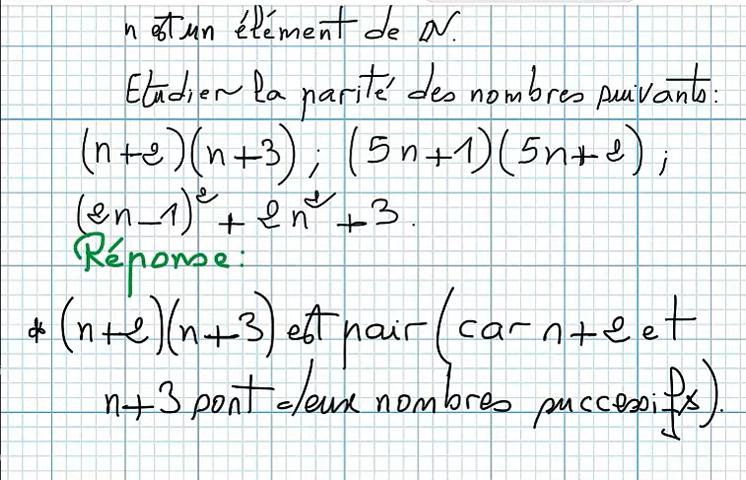 n est un élément de ℕ.
Etudier la parité des nombres suivants:
(n+2)(n+3) ; (5n+1)(5n+2) ;
(2n-1)² + 2n² + 3.
Réponse:
* (n+2)(n+3) est pair (car n+2 et
n+3 sont deux nombres successifs).